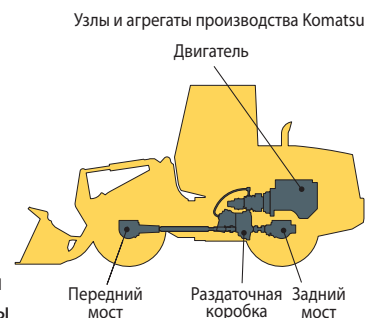 Узлы и агрегаты производства Komatsu
Двигатель
Передний
мост
Раздаточная
коробка
Задний
мост